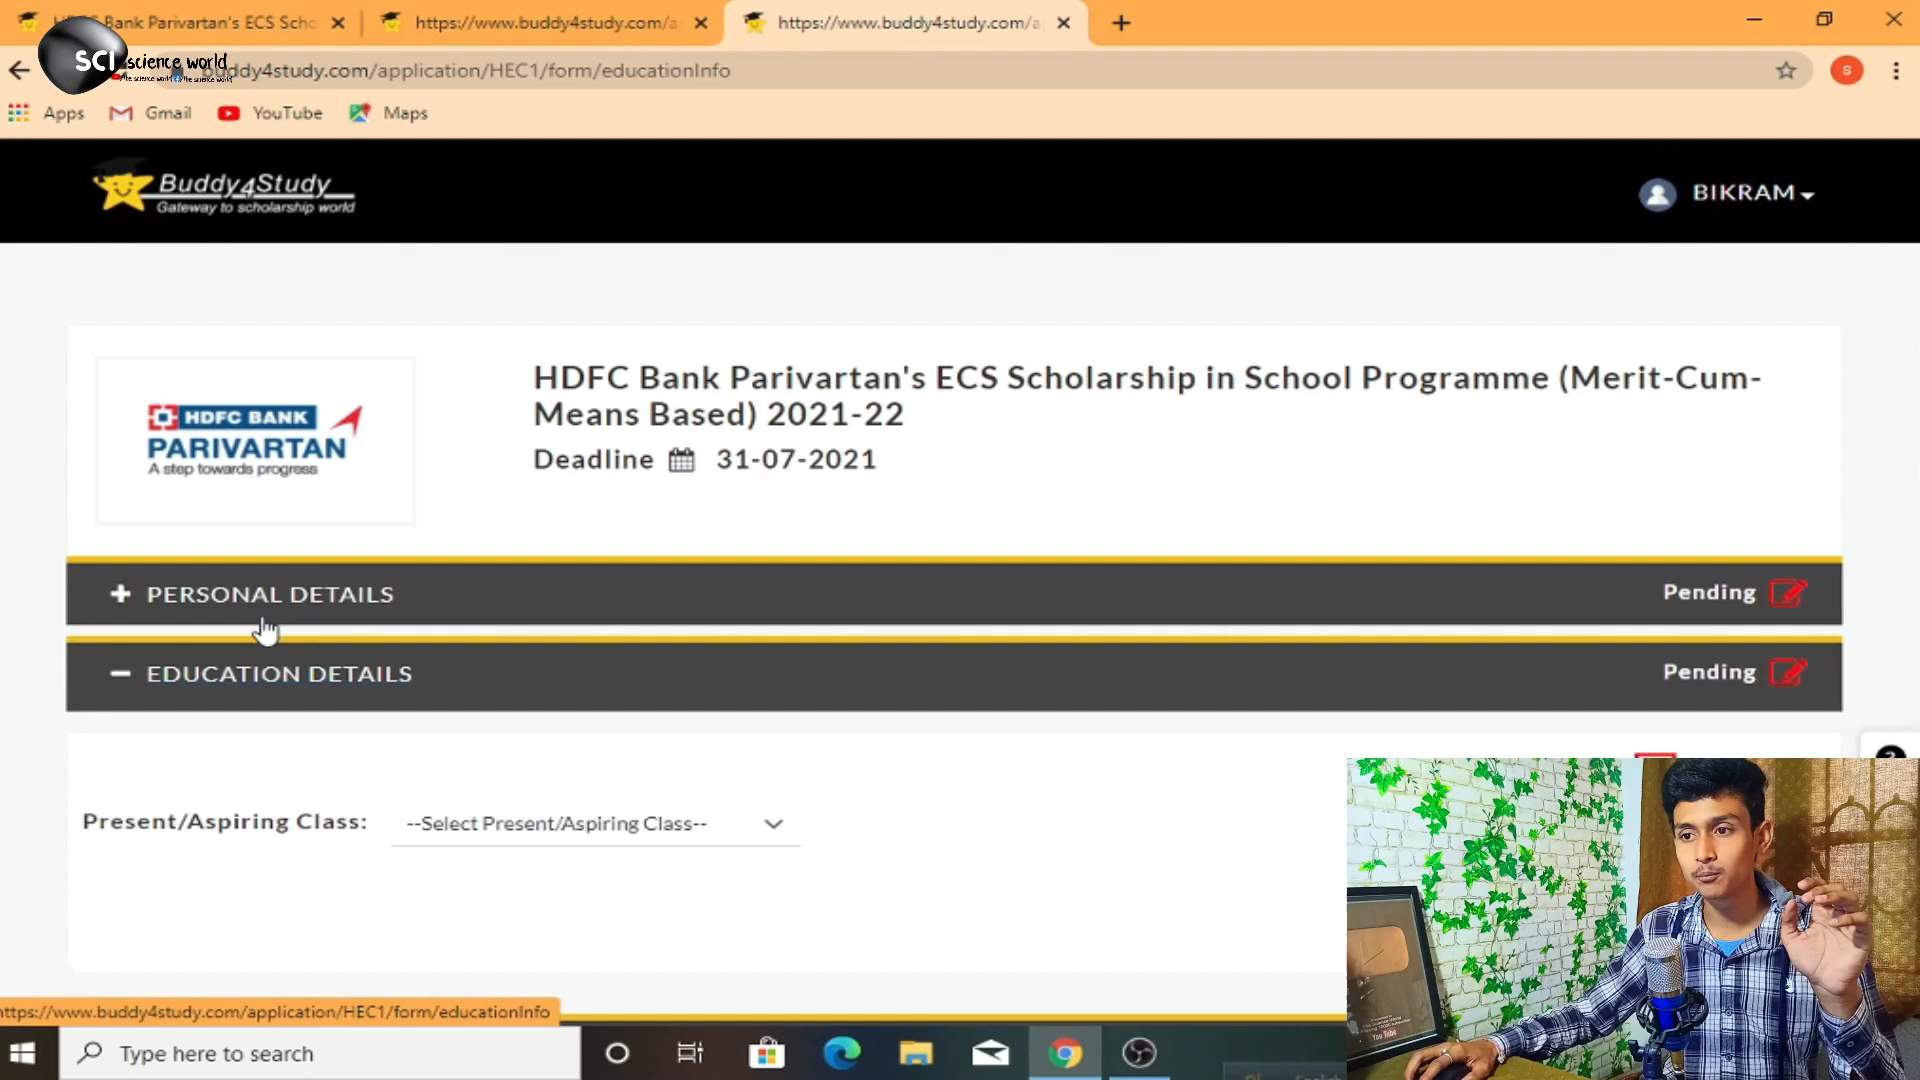 Bank Parivartan's ECS Scho
https://www.buddy4study.com/a
https://www.buddy4study.com/a
SCI science world
buddy4study.com/application/HEC1/form/educationInfo
s
Apps
Gmail
YouTube
Maps
Buddy4Study
Gateway to scholarship world
BIKRAM
HDFC BANK
PARIVARTAN
A step towards progress
HDFC Bank Parivartan's ECS Scholarship in School Programme (Merit-Cum-
Means Based) 2021-22
Deadline 31-07-2021
PERSONAL DETAILS
Pending
EDUCATION DETAILS
Pending
Present/Aspiring Class:
--Select Present/Aspiring Class--
https://www.buddy4study.com/application/HEC1/form/educationInfo
Type here to search
YouTube